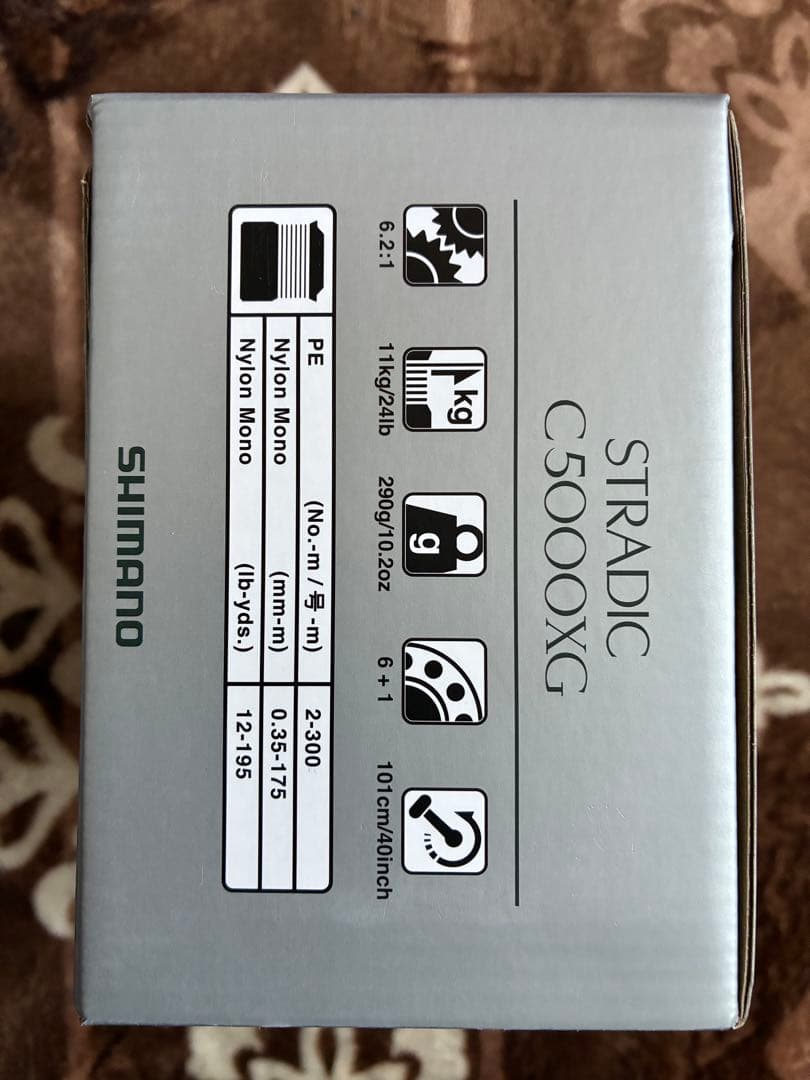 STRADIC
C5000XG
kg
g
6.2:1 11kg/24lb 290g/10.2oz 6+1 101cm/40inch
PE (No.-m/号-m) 2-300
Nylon Mono (mm-m) 0.35-175
Nylon Mono (lb-yds.) 12-195
SHIMANO